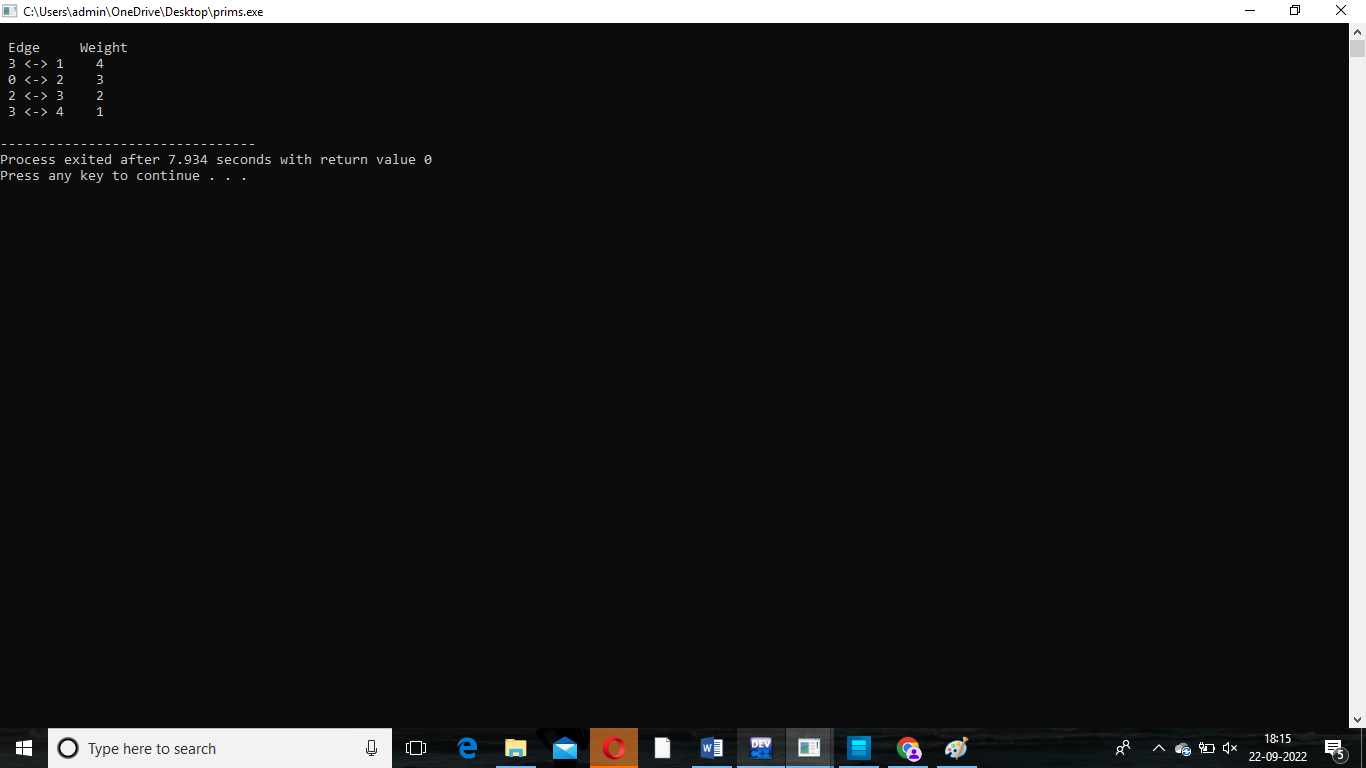 C:\Users\admin\OneDrive\Desktop\prims.exe
Edge     Weight
3 <-> 1    4
0 <-> 2    3
2 <-> 3    2
3 <-> 4    1
--------------------------------
Process exited after 7.934 seconds with return value 0
Press any key to continue . . .
Type here to search
DEV
18:15
22-09-2022
5